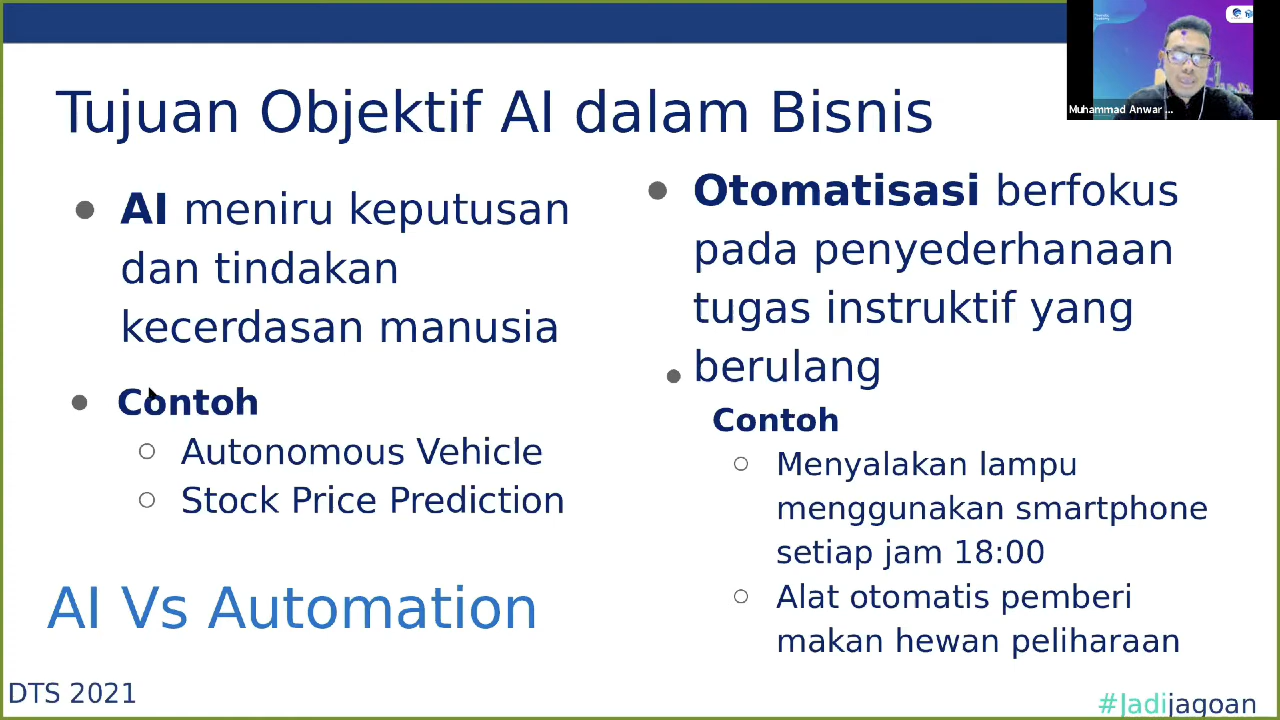 Tujuan Objektif AI dalam Bisnis
AI meniru keputusan
dan tindakan
kecerdasan manusia
Contoh
Autonomous Vehicle
Stock Price Prediction
AI Vs Automation
Otomatisasi berfokus
pada penyederhanaan
tugas instruktif yang
berulang
Contoh
Menyalakan lampu
menggunakan smartphone
setiap jam 18:00
Alat otomatis pemberi
makan hewan peliharaan
Muhammad Anwar ...
DTS 2021
#Jadijagoan